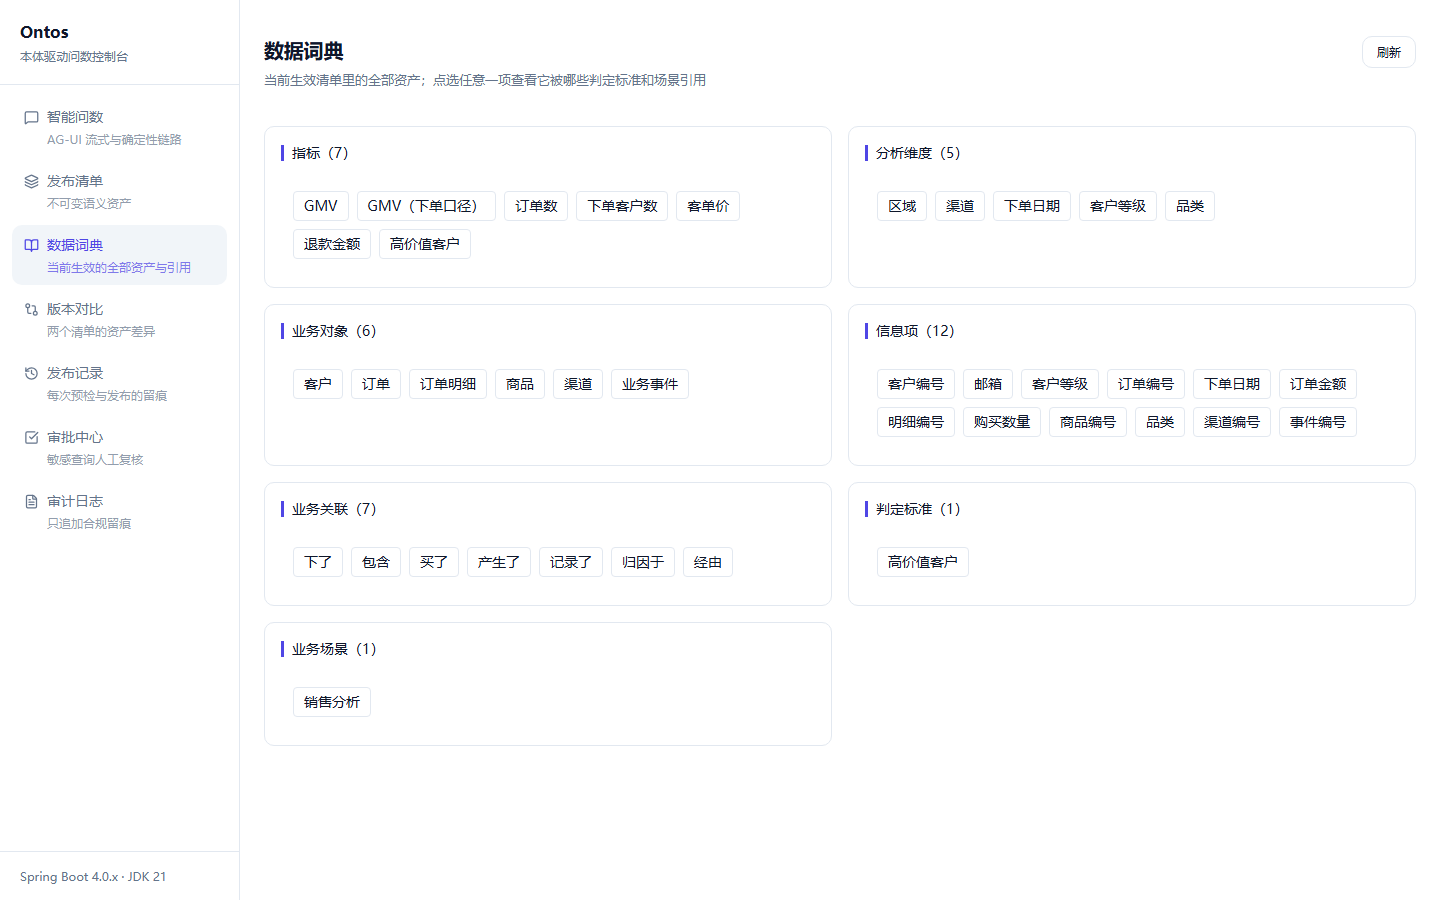 Ontos
本体驱动问数控制台
智能问数
AG-UI 流式与确定性链路
发布清单
不可变语义资产
数据词典
当前生效的全部资产与引用
版本对比
两个清单的资产差异
发布记录
每次预检与发布的留痕
审批中心
敏感查询人工复核
审计日志
只追加合规留痕
Spring Boot 4.0.x · JDK 21
数据词典
当前生效清单里的全部资产；点选任意一项查看它被哪些判定标准和场景引用
刷新
指标（7）
GMV GMV（下单口径） 订单数 下单客户数 客单价
退款金额 高价值客户
分析维度（5）
区域 渠道 下单日期 客户等级 品类
业务对象（6）
客户 订单 订单明细 商品 渠道 业务事件
信息项（12）
客户编号 邮箱 客户等级 订单编号 下单日期 订单金额
明细编号 购买数量 商品编号 品类 渠道编号 事件编号
业务关联（7）
下了 包含 买了 产生了 记录了 归因于 经由
判定标准（1）
高价值客户
业务场景（1）
销售分析